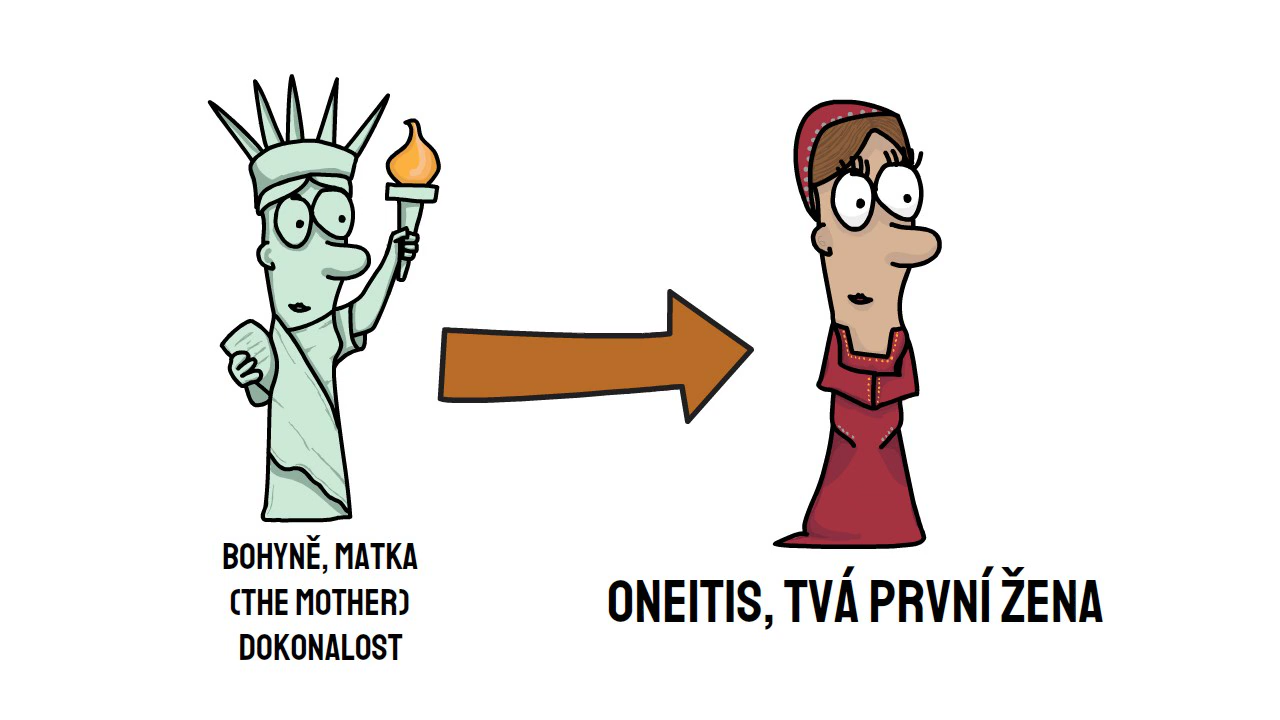 BOHYNĚ, MATKA
(THE MOTHER)
DOKONALOST
ONEITIS, TVÁ PRVNÍ ŽENA